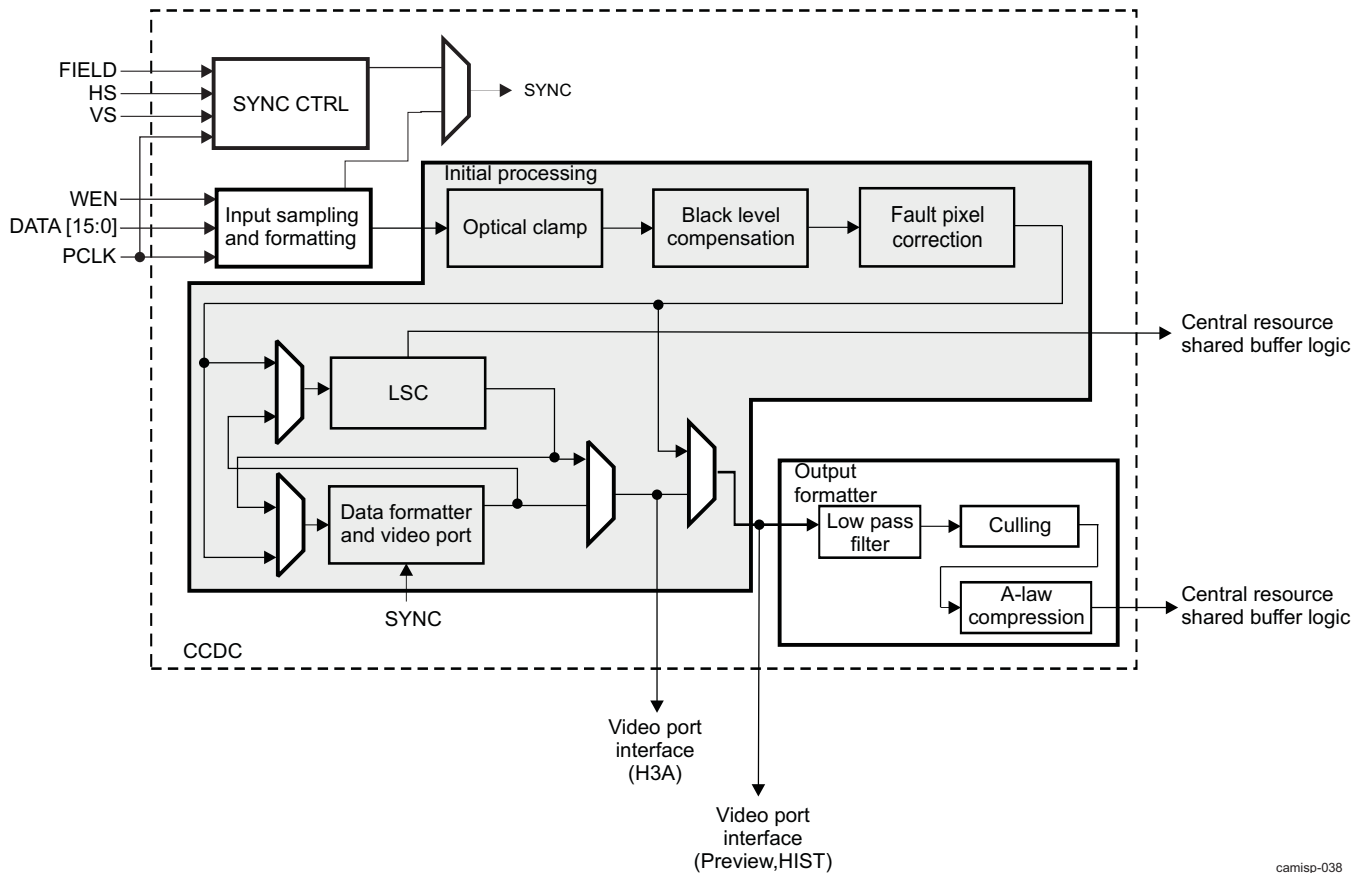 FIELD
HS
VS
SYNC CTRL
SYNC
WEN
DATA [15:0]
PCLK
Input sampling
and formatting
Initial processing
Optical clamp
Black level
compensation
Fault pixel
correction
Central resource
shared buffer logic
LSC
Data formatter
and video port
SYNC
Output
formatter
Low pass
filter
Culling
A-law
compression
Central resource
shared buffer logic
CCDC
Video port
interface
(H3A)
Video port
interface
(Preview,HIST)
camisp-038